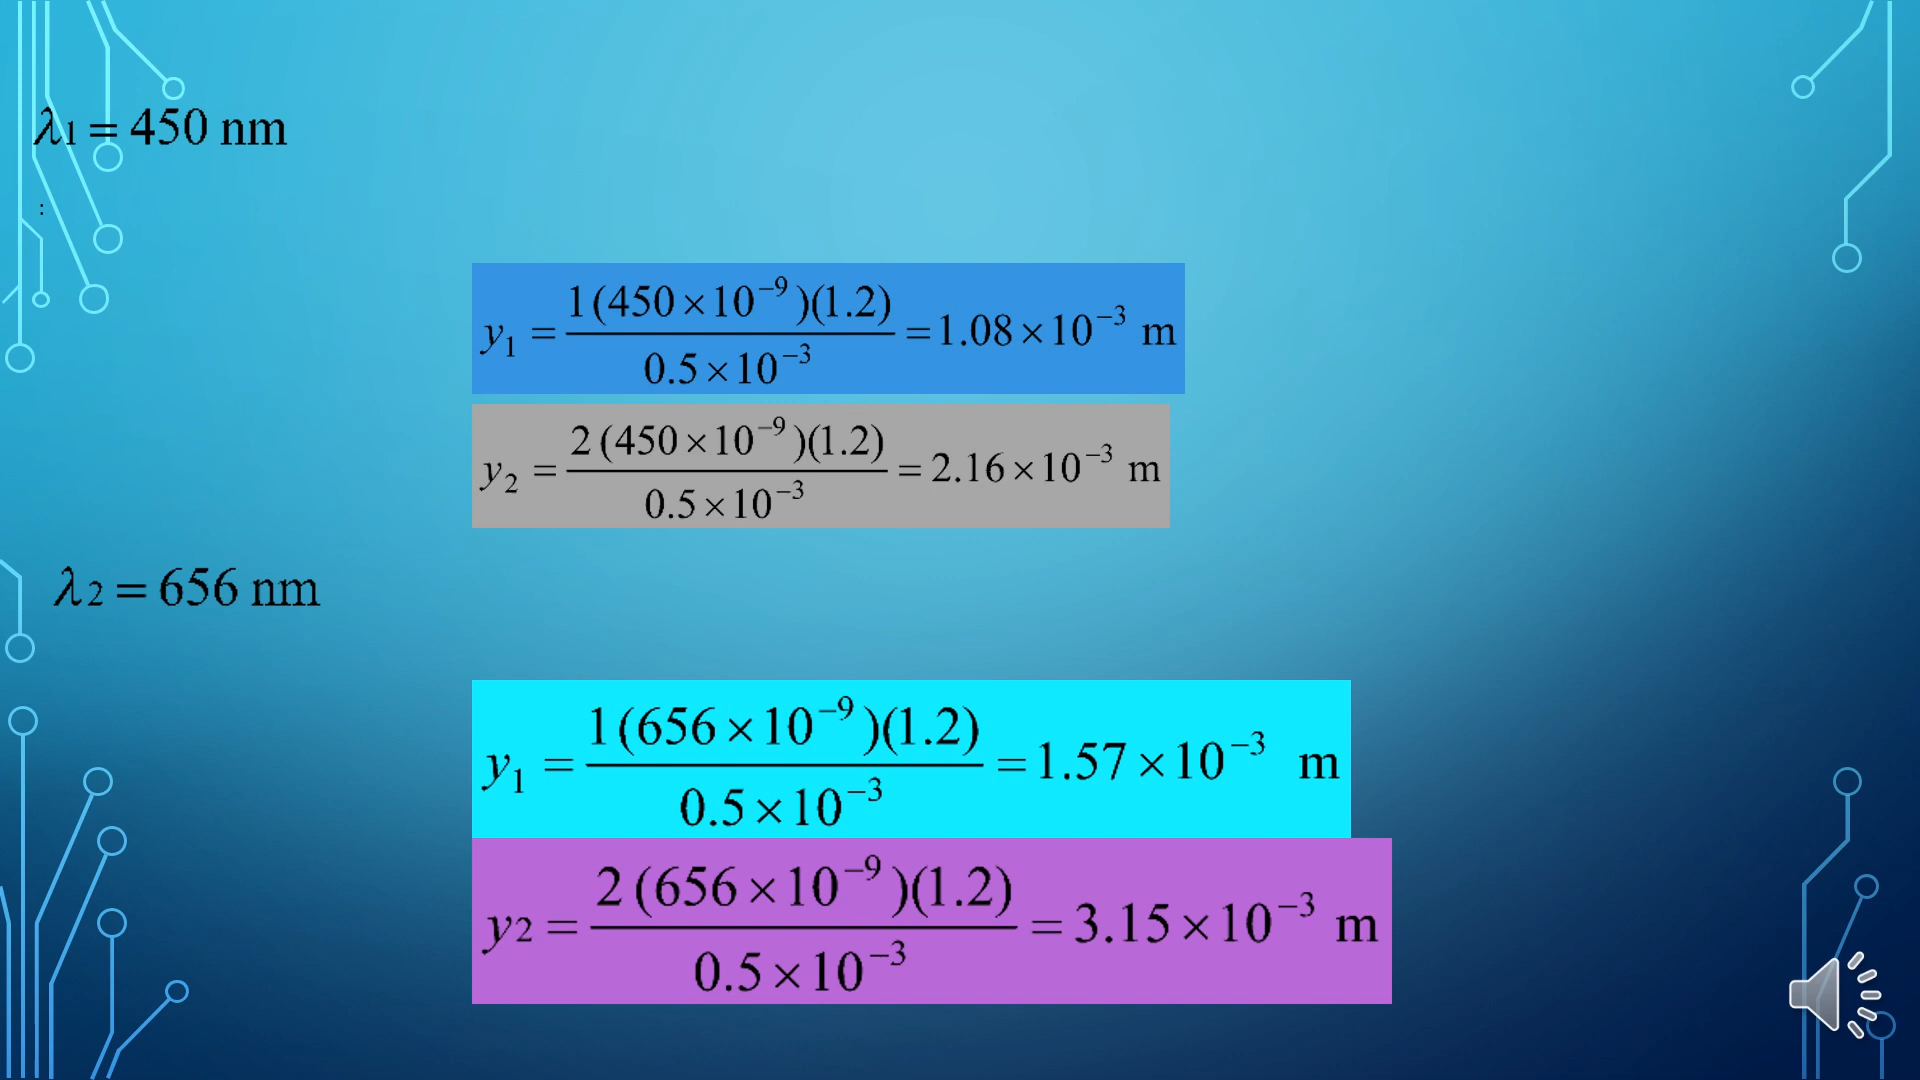 λ₁ = 450 nm
:
y₁ = 1(450×10⁻⁹)(1.2) / 0.5×10⁻³ = 1.08×10⁻³ m
y₂ = 2(450×10⁻⁹)(1.2) / 0.5×10⁻³ = 2.16×10⁻³ m
λ₂ = 656 nm
y₁ = 1(656×10⁻⁹)(1.2) / 0.5×10⁻³ = 1.57×10⁻³ m
y₂ = 2(656×10⁻⁹)(1.2) / 0.5×10⁻³ = 3.15×10⁻³ m